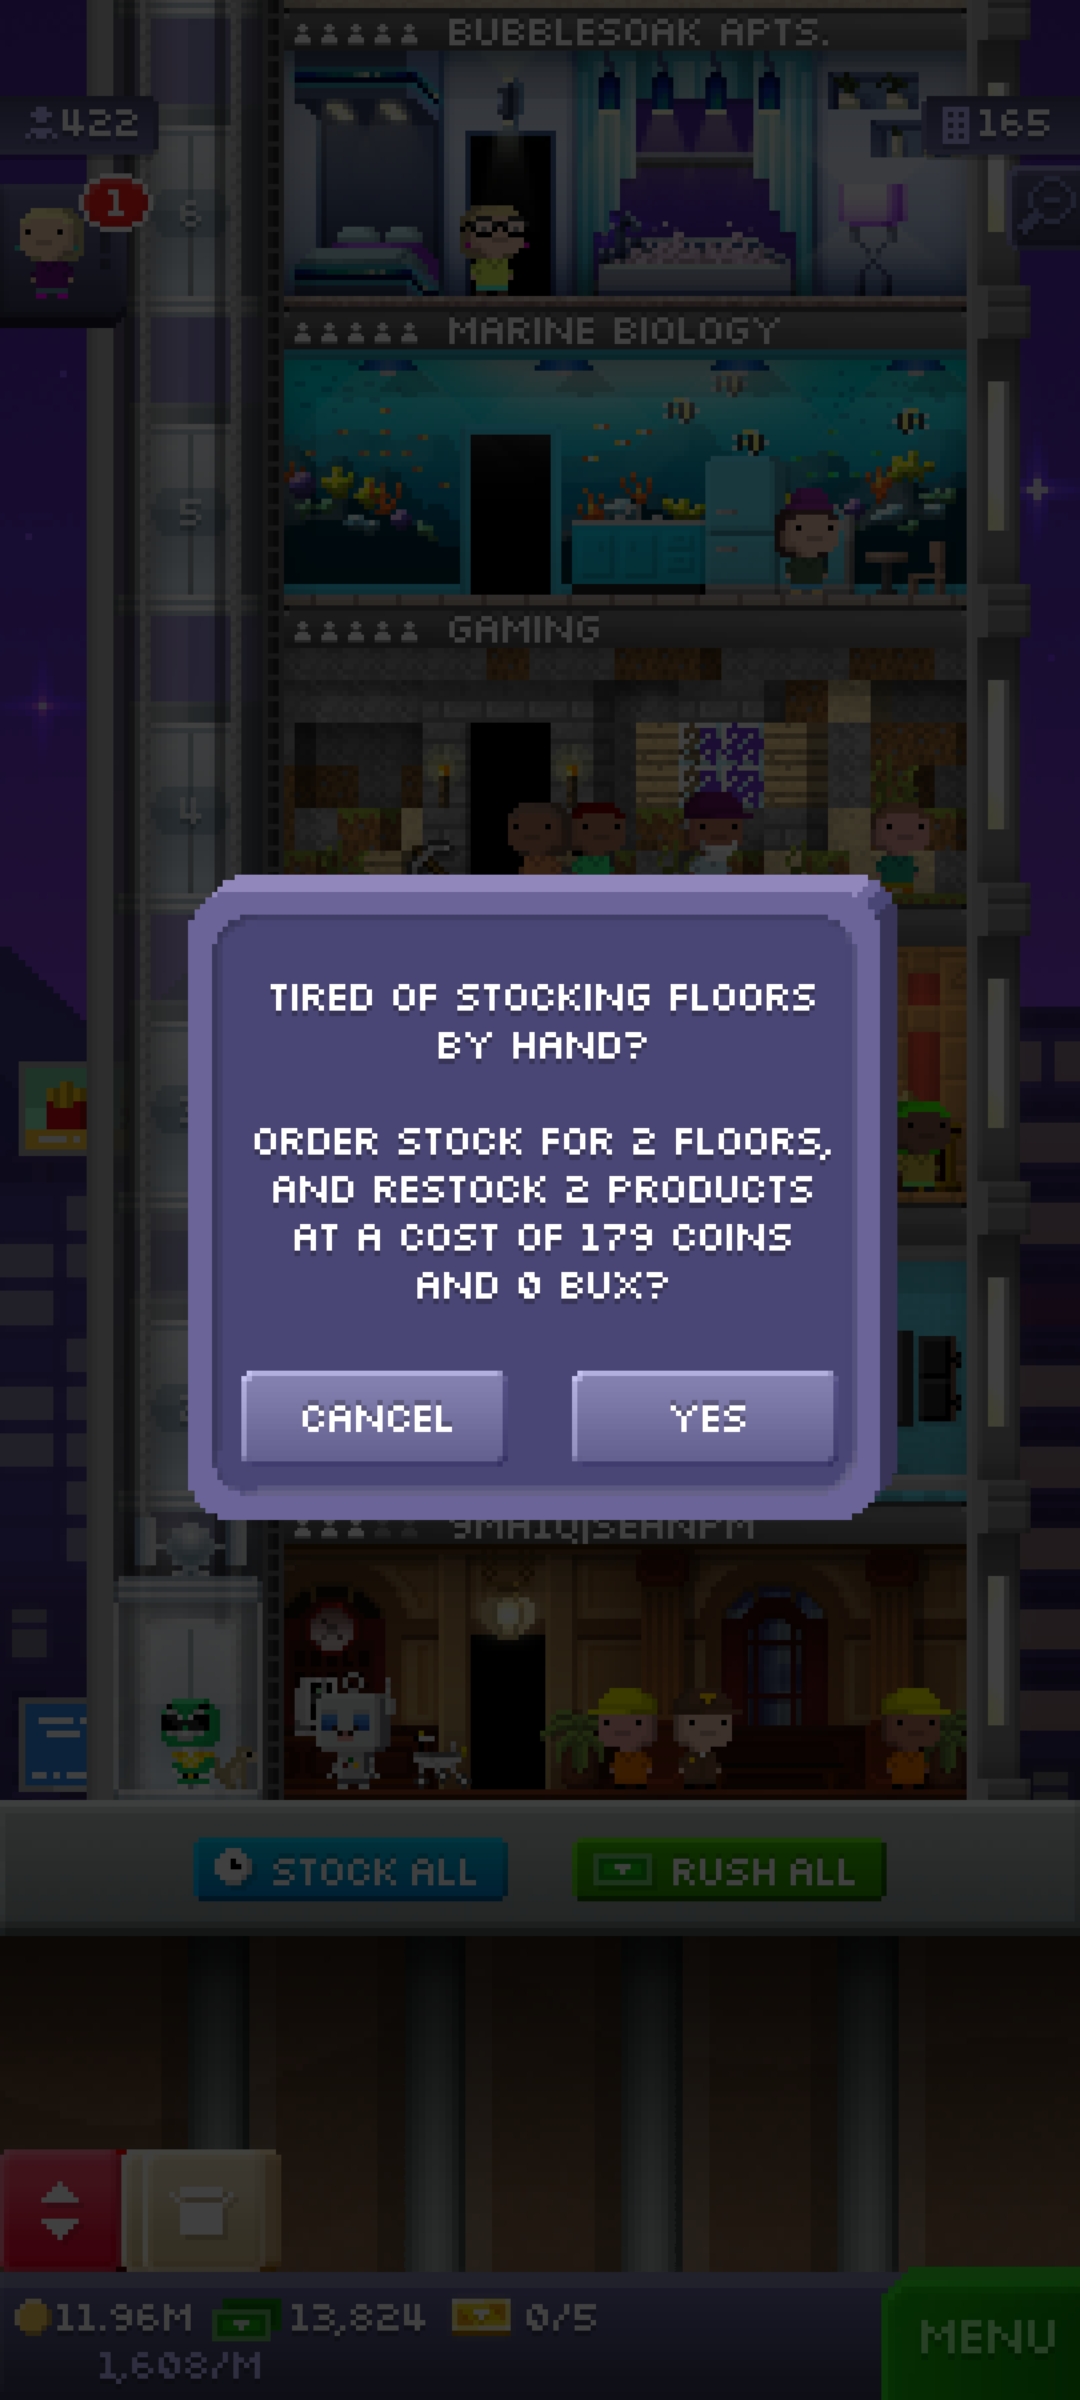 BUBBLESOAK APTS.
422
165
1
6
MARINE BIOLOGY
5
GAMING
4
TIRED OF STOCKING FLOORS
BY HAND?
ORDER STOCK FOR 2 FLOORS,
AND RESTOCK 2 PRODUCTS
AT A COST OF 179 COINS
AND 0 BUX?
CANCEL
YES
STOCK ALL
RUSH ALL
11.96M
13,824
0/5
1,608/M
MENU